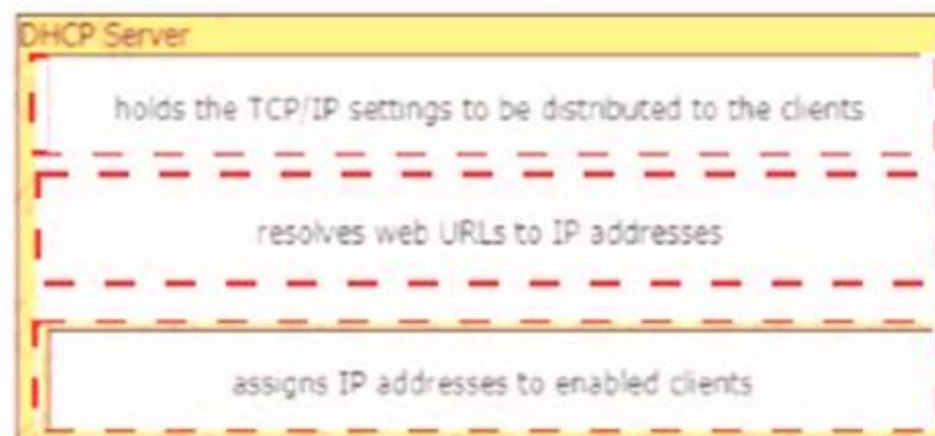 DHCP Server
holds the TCP/IP settings to be distributed to the clients
resolves web URLs to IP addresses
assigns IP addresses to enabled clients